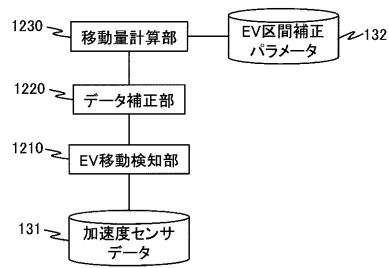 1230
移動量計算部
EV区間補正
パラメータ
132
1220
データ補正部
1210
EV移動検知部
131
加速度センサ
データ